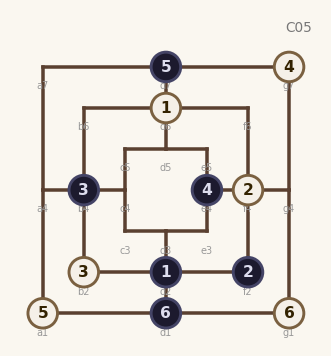 C05
5 4
a7 d7 g7
1
b6 d6 f6
c5 d5 e5
3 4 2
a4 b4 c4 e4 f4 g4
c3 d3 e3
3 1 2
b2 d2 f2
5 6 6
a1 d1 g1